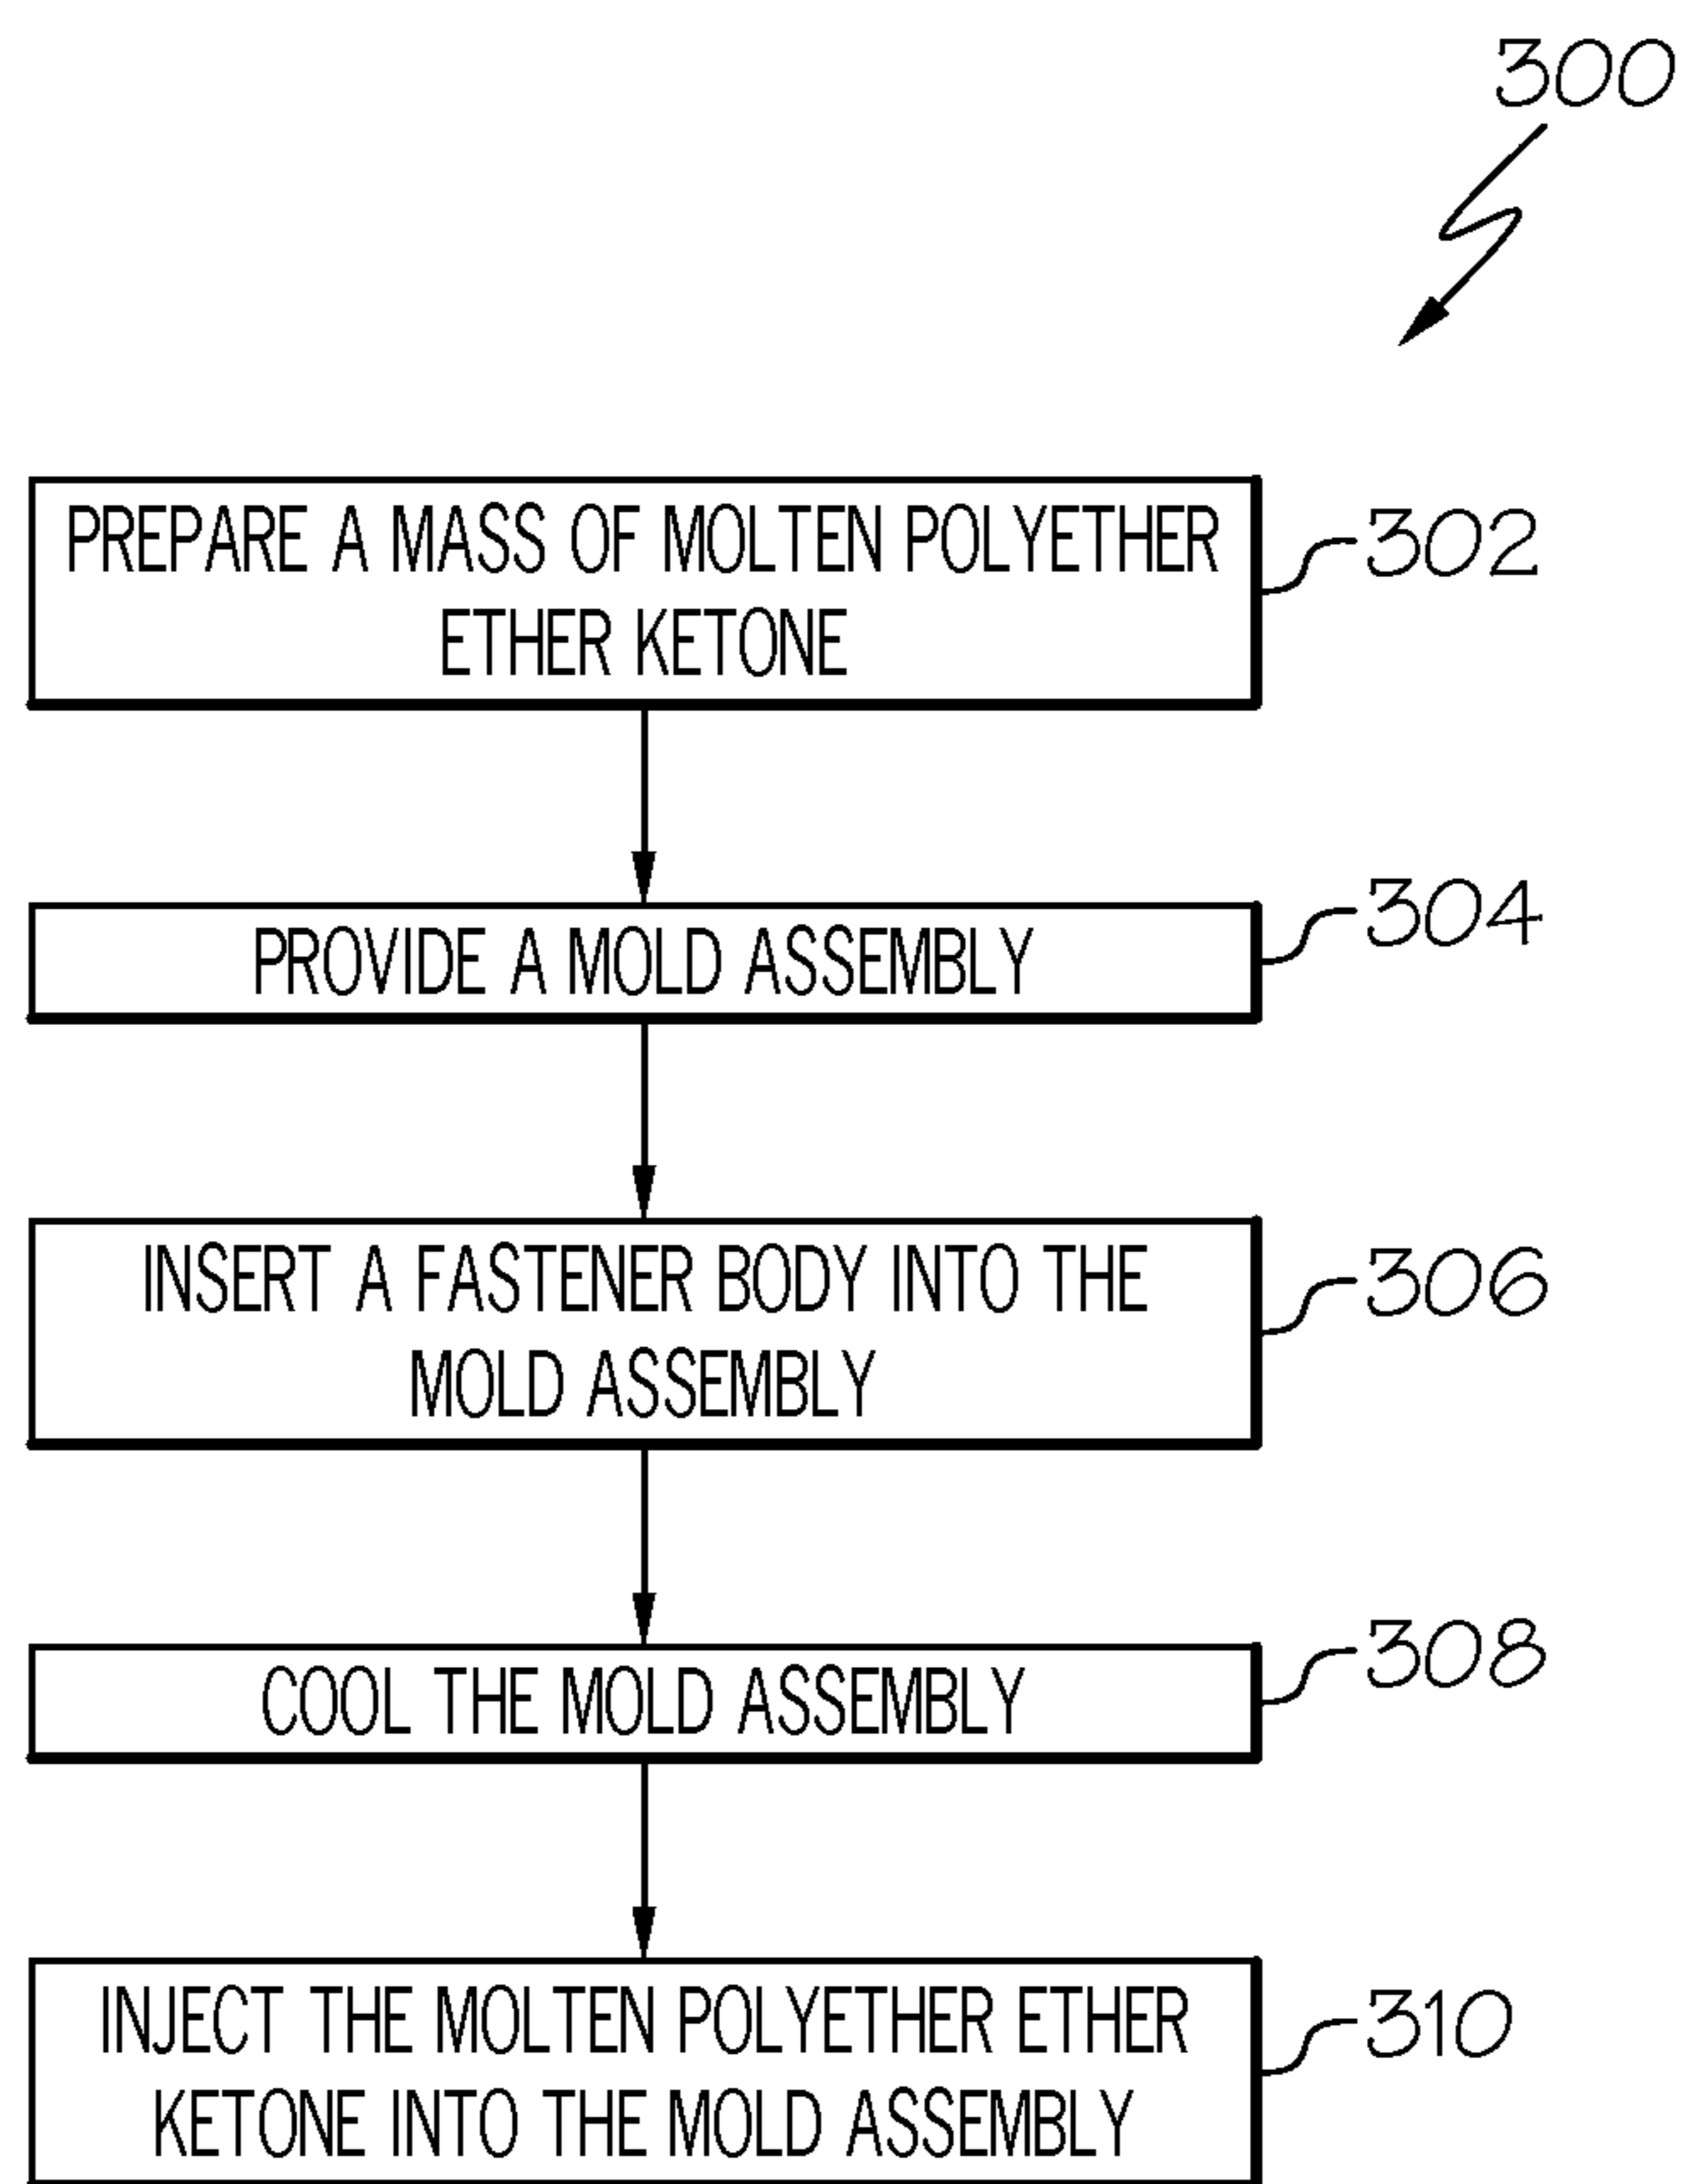 300
PREPARE A MASS OF MOLTEN POLYETHER
ETHER KETONE
302
PROVIDE A MOLD ASSEMBLY
304
INSERT A FASTENER BODY INTO THE
MOLD ASSEMBLY
306
COOL THE MOLD ASSEMBLY
308
INJECT THE MOLTEN POLYETHER ETHER
KETONE INTO THE MOLD ASSEMBLY
310